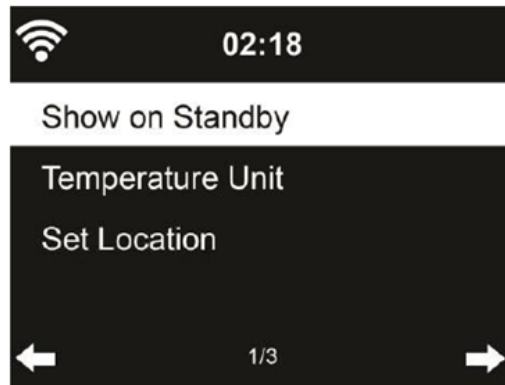 02:18
Show on Standby
Temperature Unit
Set Location
1/3